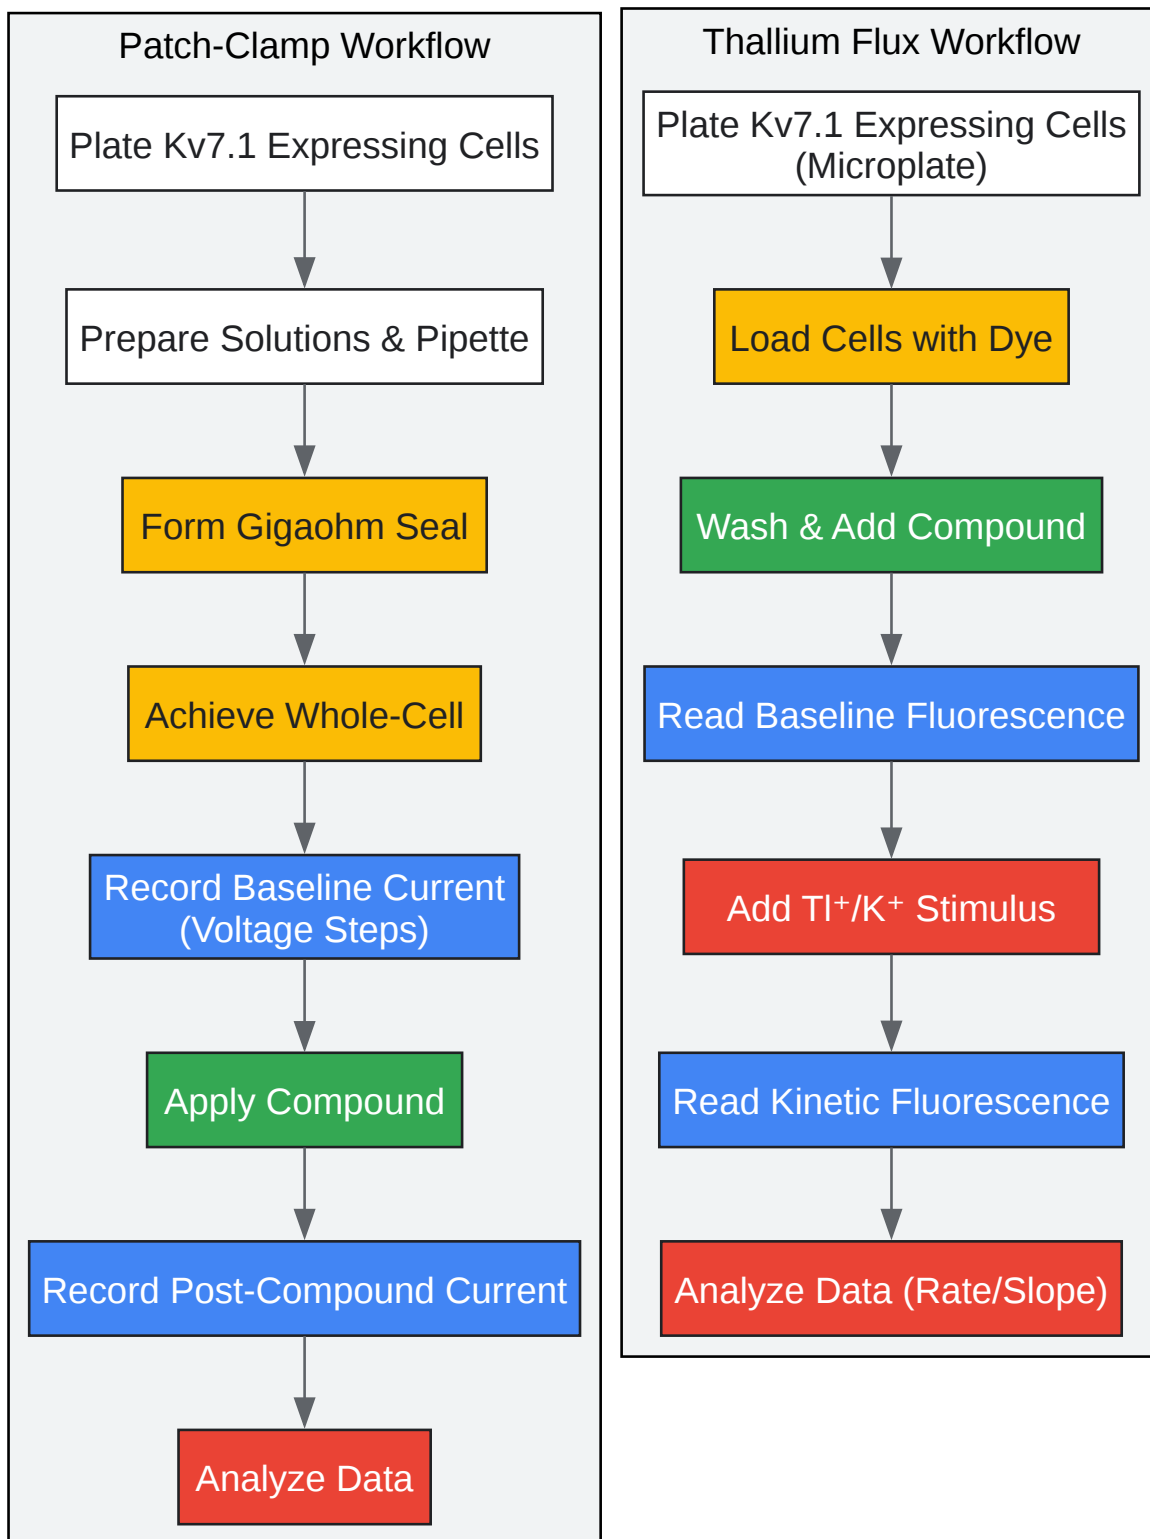 Patch-Clamp Workflow
Plate Kv7.1 Expressing Cells
Prepare Solutions & Pipette
Form Gigaohm Seal
Achieve Whole-Cell
Record Baseline Current
(Voltage Steps)
Apply Compound
Record Post-Compound Current
Analyze Data
Thallium Flux Workflow
Plate Kv7.1 Expressing Cells
(Microplate)
Load Cells with Dye
Wash & Add Compound
Read Baseline Fluorescence
Add Tl⁺/K⁺ Stimulus
Read Kinetic Fluorescence
Analyze Data (Rate/Slope)